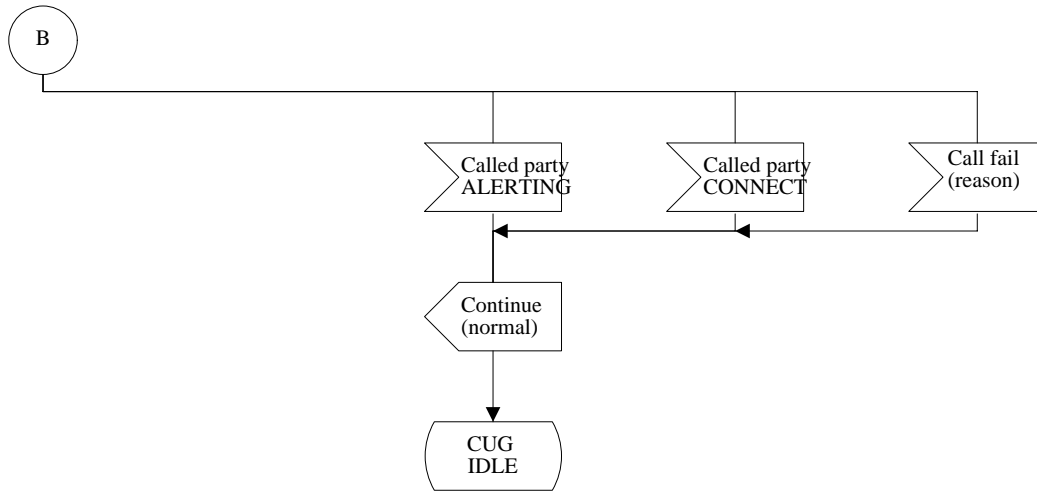 B
Called party
ALERTING
Called party
CONNECT
Call fail
(reason)
Continue
(normal)
CUG
IDLE